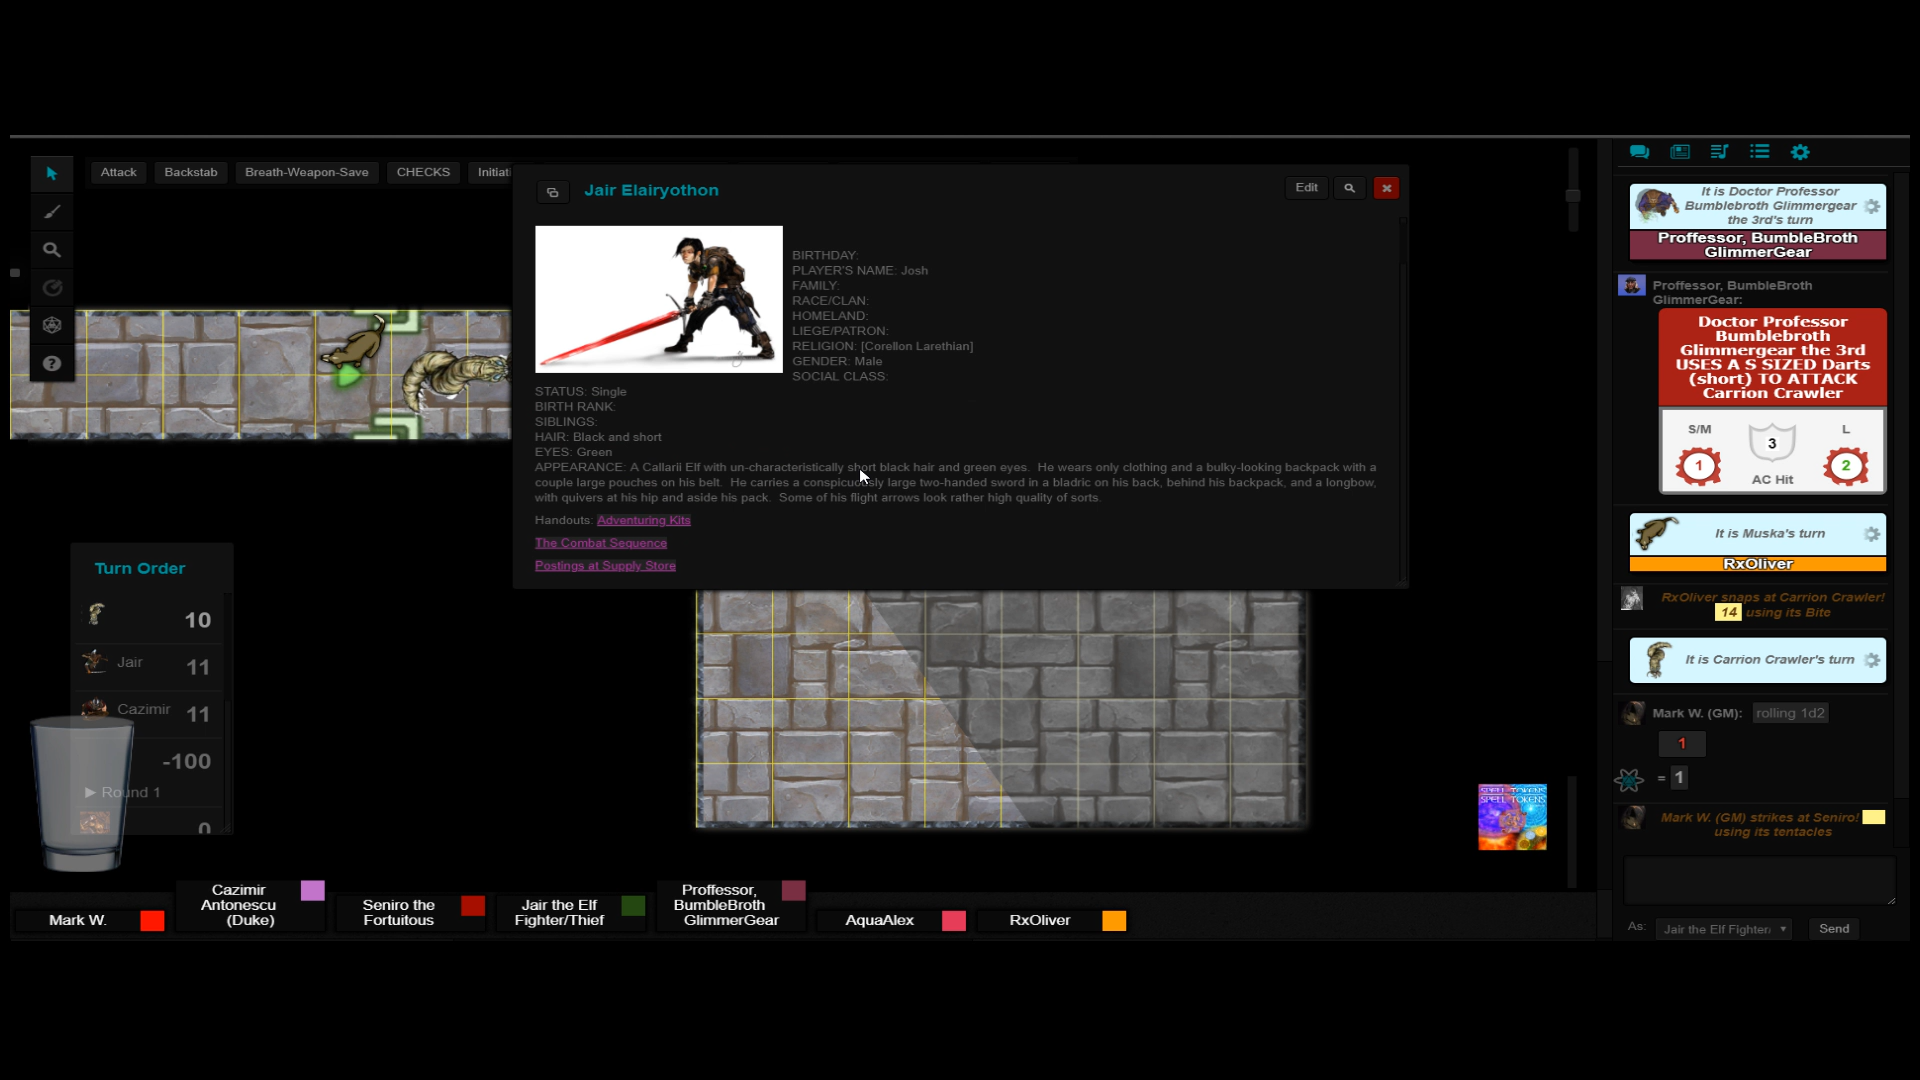 Attack
Backstab
Breath-Weapon-Save
CHECKS
Initiati
Jair Elairyothon
Edit
BIRTHDAY:
PLAYER'S NAME: Josh
FAMILY:
RACE/CLAN:
HOMELAND:
LIEGE/PATRON:
RELIGION: [Corellon Larethian]
GENDER: Male
SOCIAL CLASS:
STATUS: Single
BIRTH RANK:
SIBLINGS:
HAIR: Black and short
EYES: Green
APPEARANCE: A Callarii Elf with un-characteristically short black hair and green eyes. He wears only clothing and a bulky-looking backpack with a
couple large pouches on his belt. He carries a conspicuously large two-handed sword in a bladric on his back, behind his backpack, and a longbow,
with quivers at his hip and aside his pack. Some of his flight arrows look rather high quality of sorts.
Handouts: Adventuring Kits
The Combat Sequence
Postings at Supply Store
Turn Order
10
Jair 11
Cazimir 11
-100
▶ Round 1
0
SPELL TOKENS
Mark W.
Cazimir
Antonescu
(Duke)
Seniro the
Fortuitous
Jair the Elf
Fighter/Thief
Proffessor,
BumbleBroth
GlimmerGear
AquaAlex
RxOliver
It is Doctor Professor
Bumblebroth Glimmergear
the 3rd's turn
Proffessor, BumbleBroth
GlimmerGear
Proffessor, BumbleBroth
GlimmerGear:
Doctor Professor
Bumblebroth
Glimmergear the 3rd
USES A S SIZED Darts
(short) TO ATTACK
Carrion Crawler
S/M
L
1
3
2
AC Hit
It is Muska's turn
RxOliver
RxOliver snaps at Carrion Crawler!
14 using its Bite
It is Carrion Crawler's turn
Mark W. (GM): rolling 1d2
1
= 1
Mark W. (GM) strikes at Seniro!
using its tentacles
As:
Jair the Elf Fighter/
Send